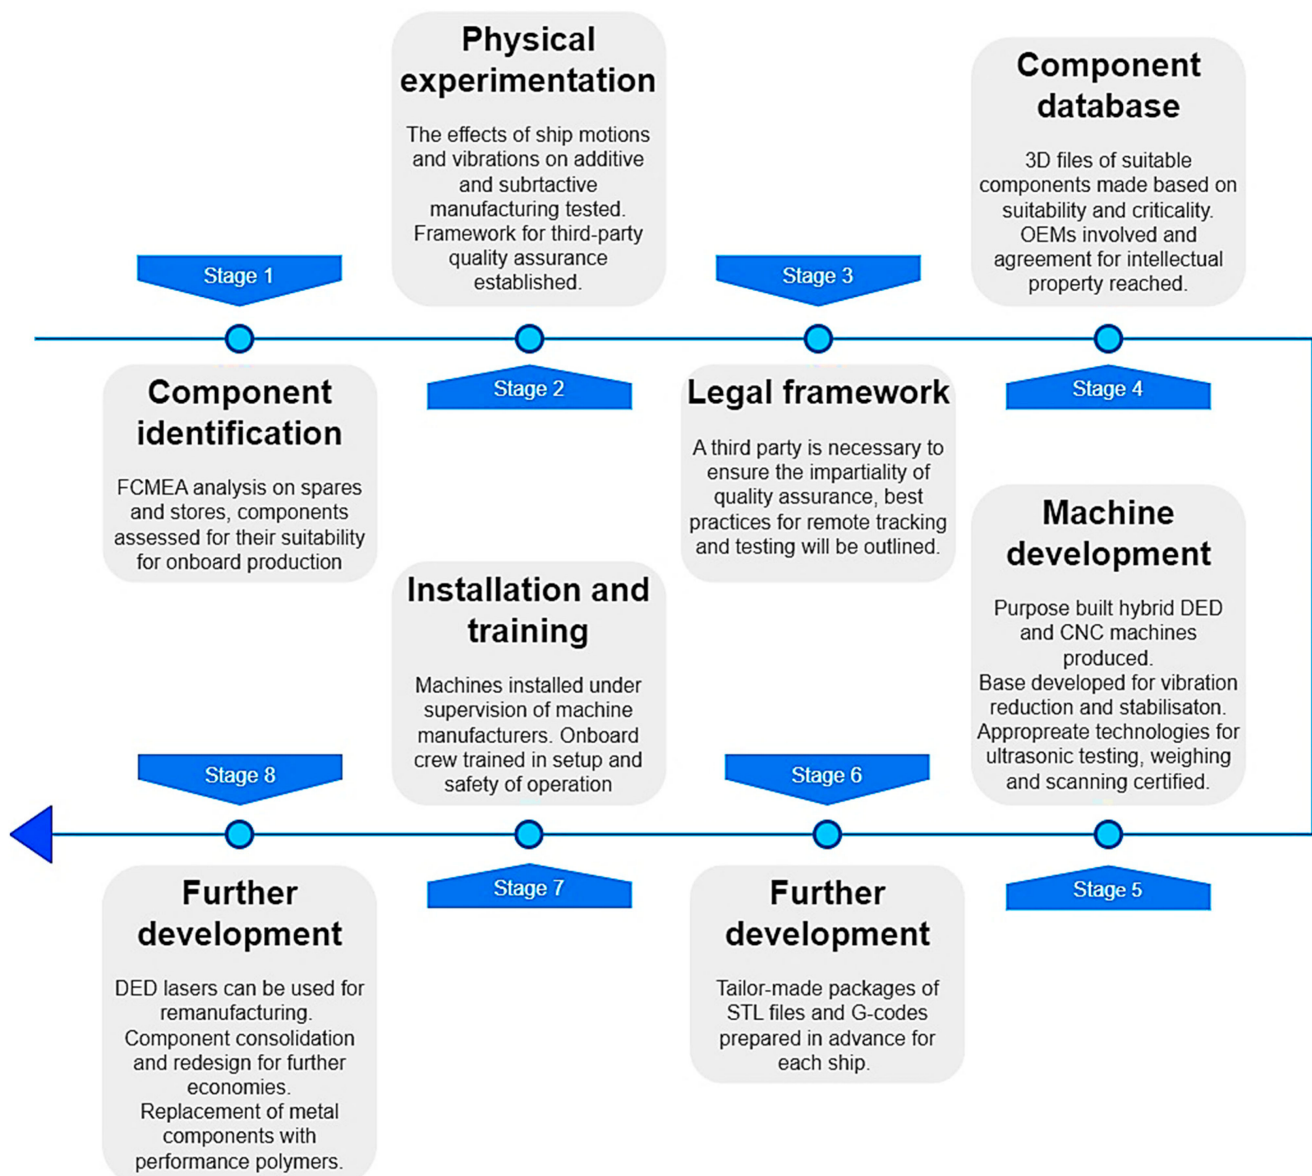 Stage 1
Component
identification
FCMEA analysis on spares
and stores, components
assessed for their suitability
for onboard production
Physical
experimentation
The effects of ship motions
and vibrations on additive
and subrtactive
manufacturing tested.
Framework for third-party
quality assurance
established.
Stage 2
Stage 3
Legal framework
A third party is necessary to
ensure the impartiality of
quality assurance, best
practices for remote tracking
and testing will be outlined.
Component
database
3D files of suitable
components made based on
suitability and criticality.
OEMs involved and
agreement for intellectual
property reached.
Stage 4
Machine
development
Purpose built hybrid DED
and CNC machines
produced.
Base developed for vibration
reduction and stabilisaton.
Appropreate technologies for
ultrasonic testing, weighing
and scanning certified.
Stage 5
Stage 6
Further
development
Tailor-made packages of
STL files and G-codes
prepared in advance for
each ship.
Installation and
training
Machines installed under
supervision of machine
manufacturers. Onboard
crew trained in setup and
safety of operation
Stage 7
Stage 8
Further
development
DED lasers can be used for
remanufacturing.
Component consolidation
and redesign for further
economies.
Replacement of metal
components with
performance polymers.